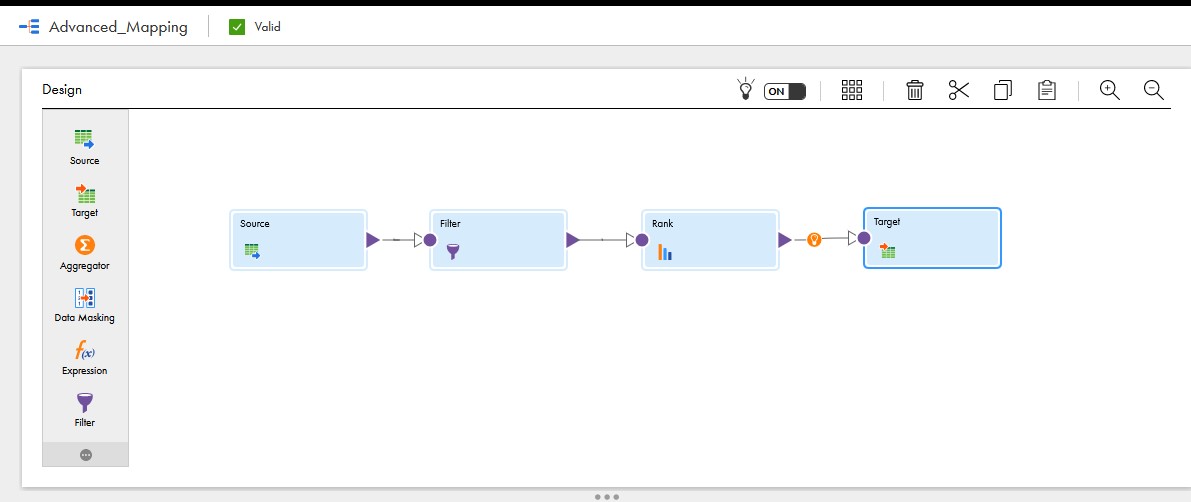 Advanced_Mapping
Valid
Design
ON
Source
Target
Aggregator
Data Masking
Expression
Filter
Source
Filter
Rank
Target